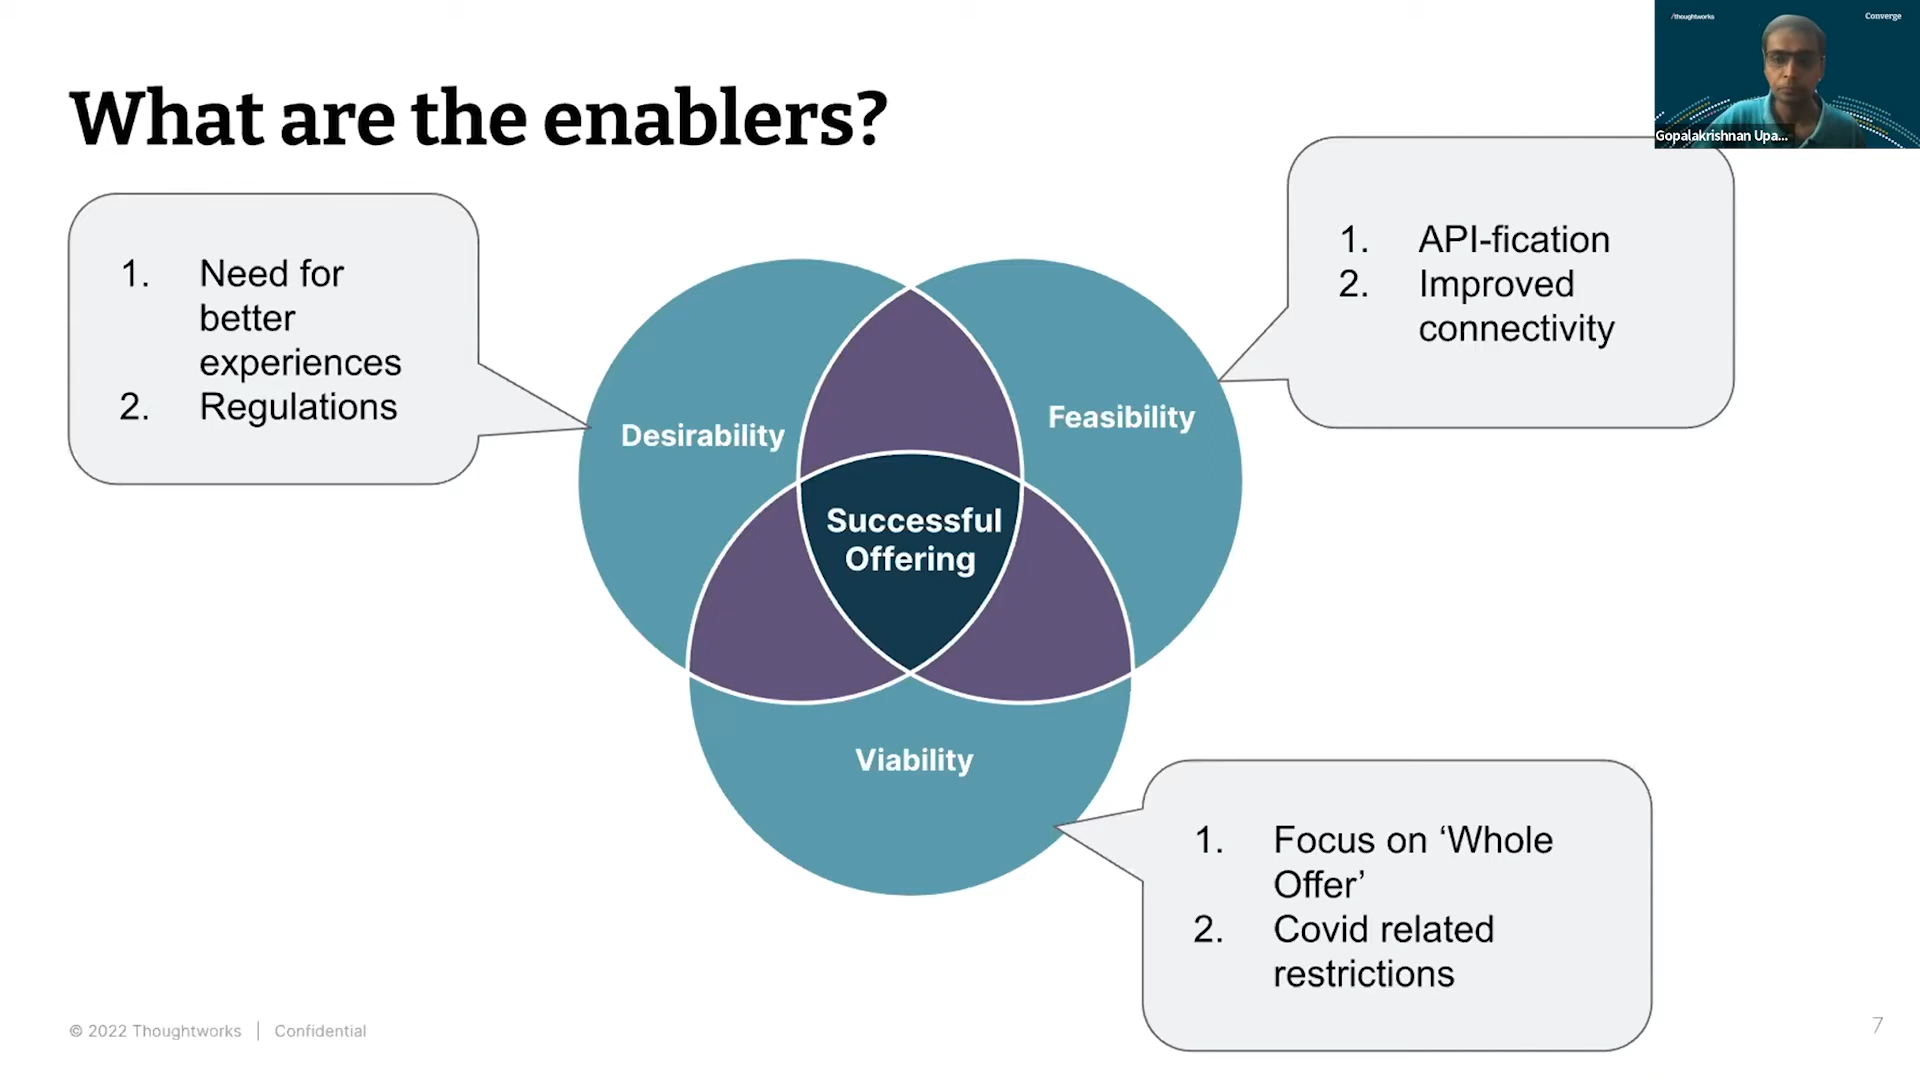 /thoughtworks
Converge
Gopalakrishnan Upa...
What are the enablers?
1. Need for
better
experiences
2. Regulations
1. API-fication
2. Improved
connectivity
Desirability
Feasibility
Successful
Offering
Viability
1. Focus on ‘Whole
Offer’
2. Covid related
restrictions
© 2022 Thoughtworks | Confidential
7